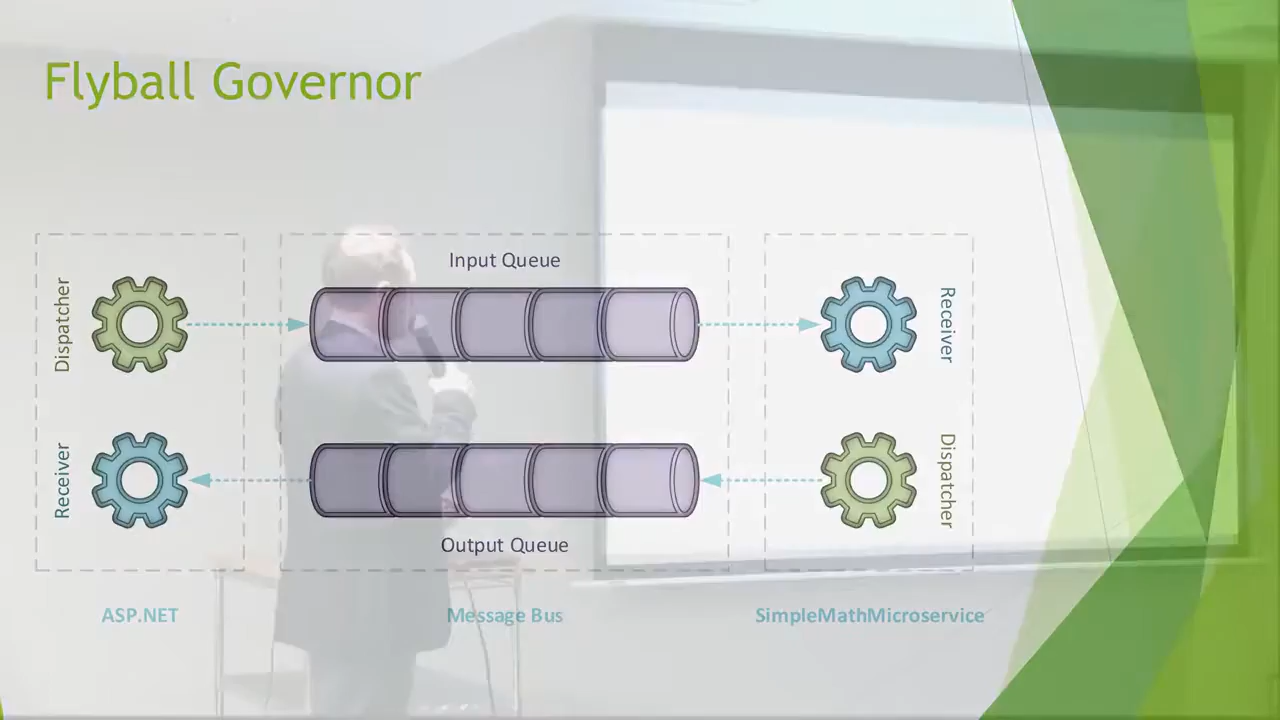 Flyball Governor
Input Queue
Dispatcher
Receiver
Receiver
Dispatcher
Output Queue
ASP.NET
Message Bus
SimpleMathMicroservice